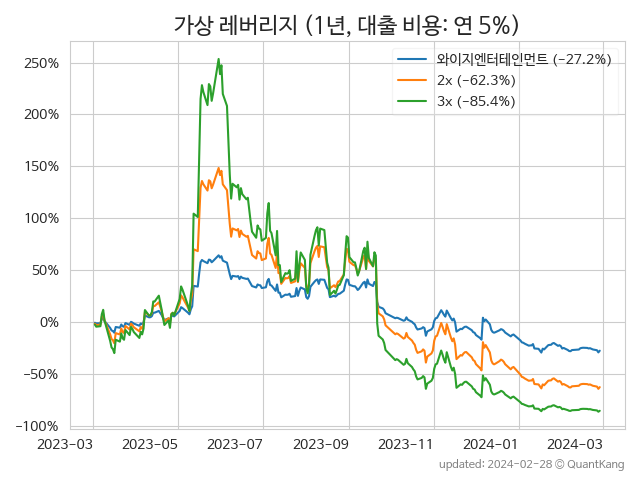 가상 레버리지 (1년, 대출 비용: 연 5%)
와이지엔터테인먼트 (-27.2%)
2x (-62.3%)
3x (-85.4%)
250%
200%
150%
100%
50%
0%
-50%
-100%
2023-03 2023-05 2023-07 2023-09 2023-11 2024-01 2024-03
updated: 2024-02-28 © QuantKang